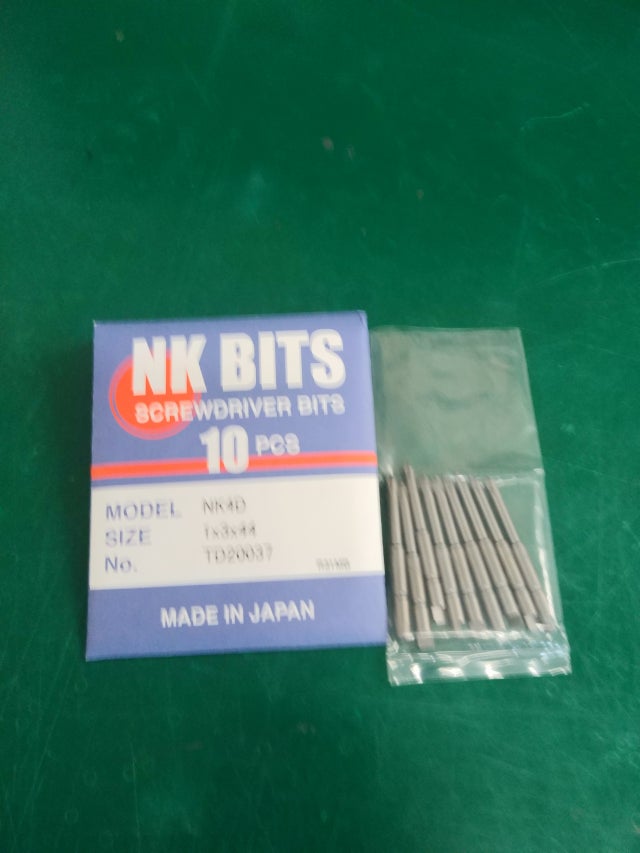 NK BITS
SCREWDRIVER BITS
10 PCS
MODEL NK4D
SIZE 1x3x44
No. TD20037
MADE IN JAPAN